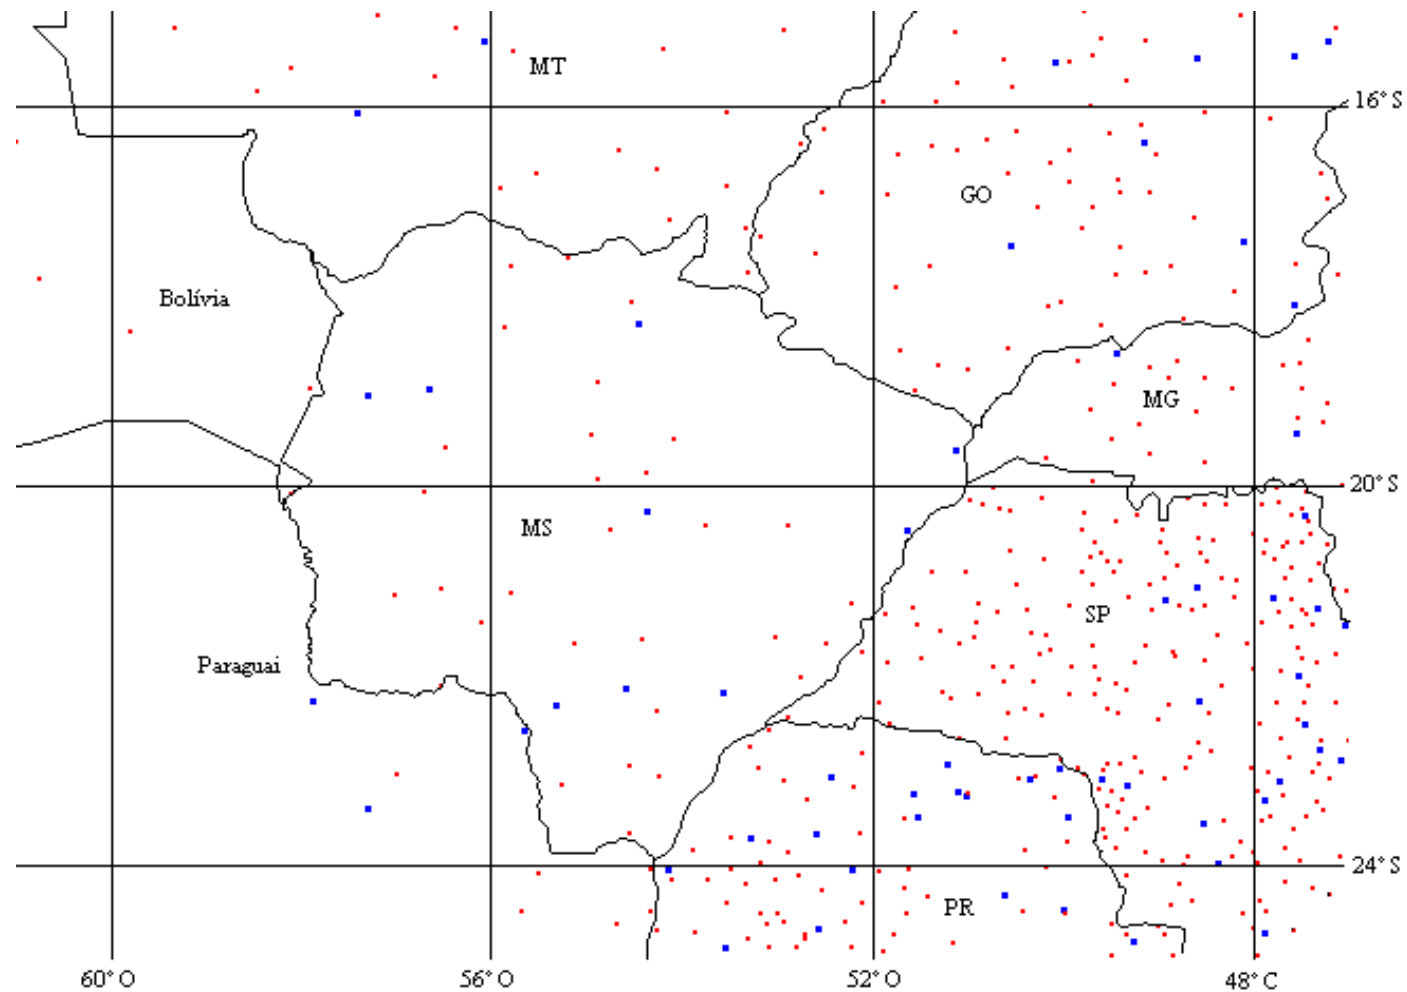 MT
16° S
GO
Bolívia
MG
20° S
MS
SP
Paraguai
24° S
PR
60° O
56° O
52° O
48° C